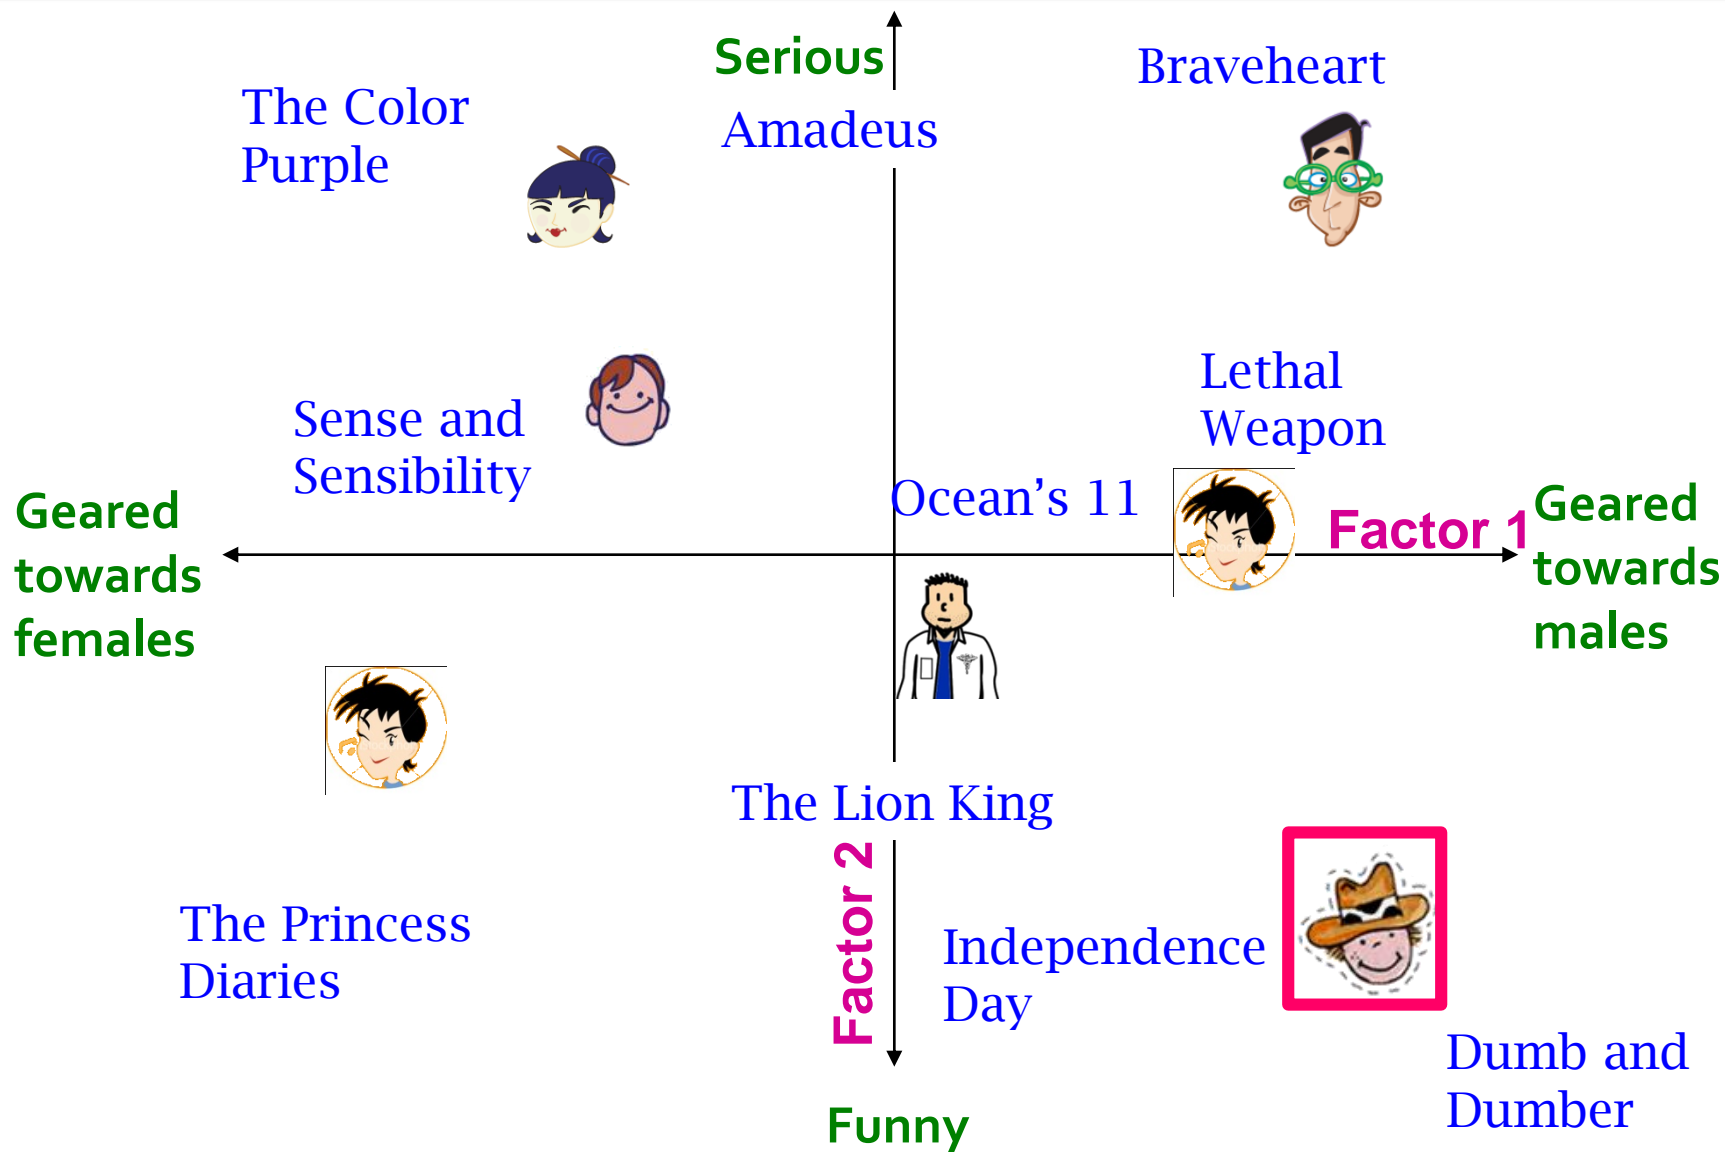 Serious
Braveheart
The Color
Purple
Amadeus
Lethal
Weapon
Sense and
Sensibility
Ocean’s 11
Geared
towards
females
Factor 1
Geared
towards
males
The Lion King
Factor 2
The Princess
Diaries
Independence
Day
Dumb and
Dumber
Funny